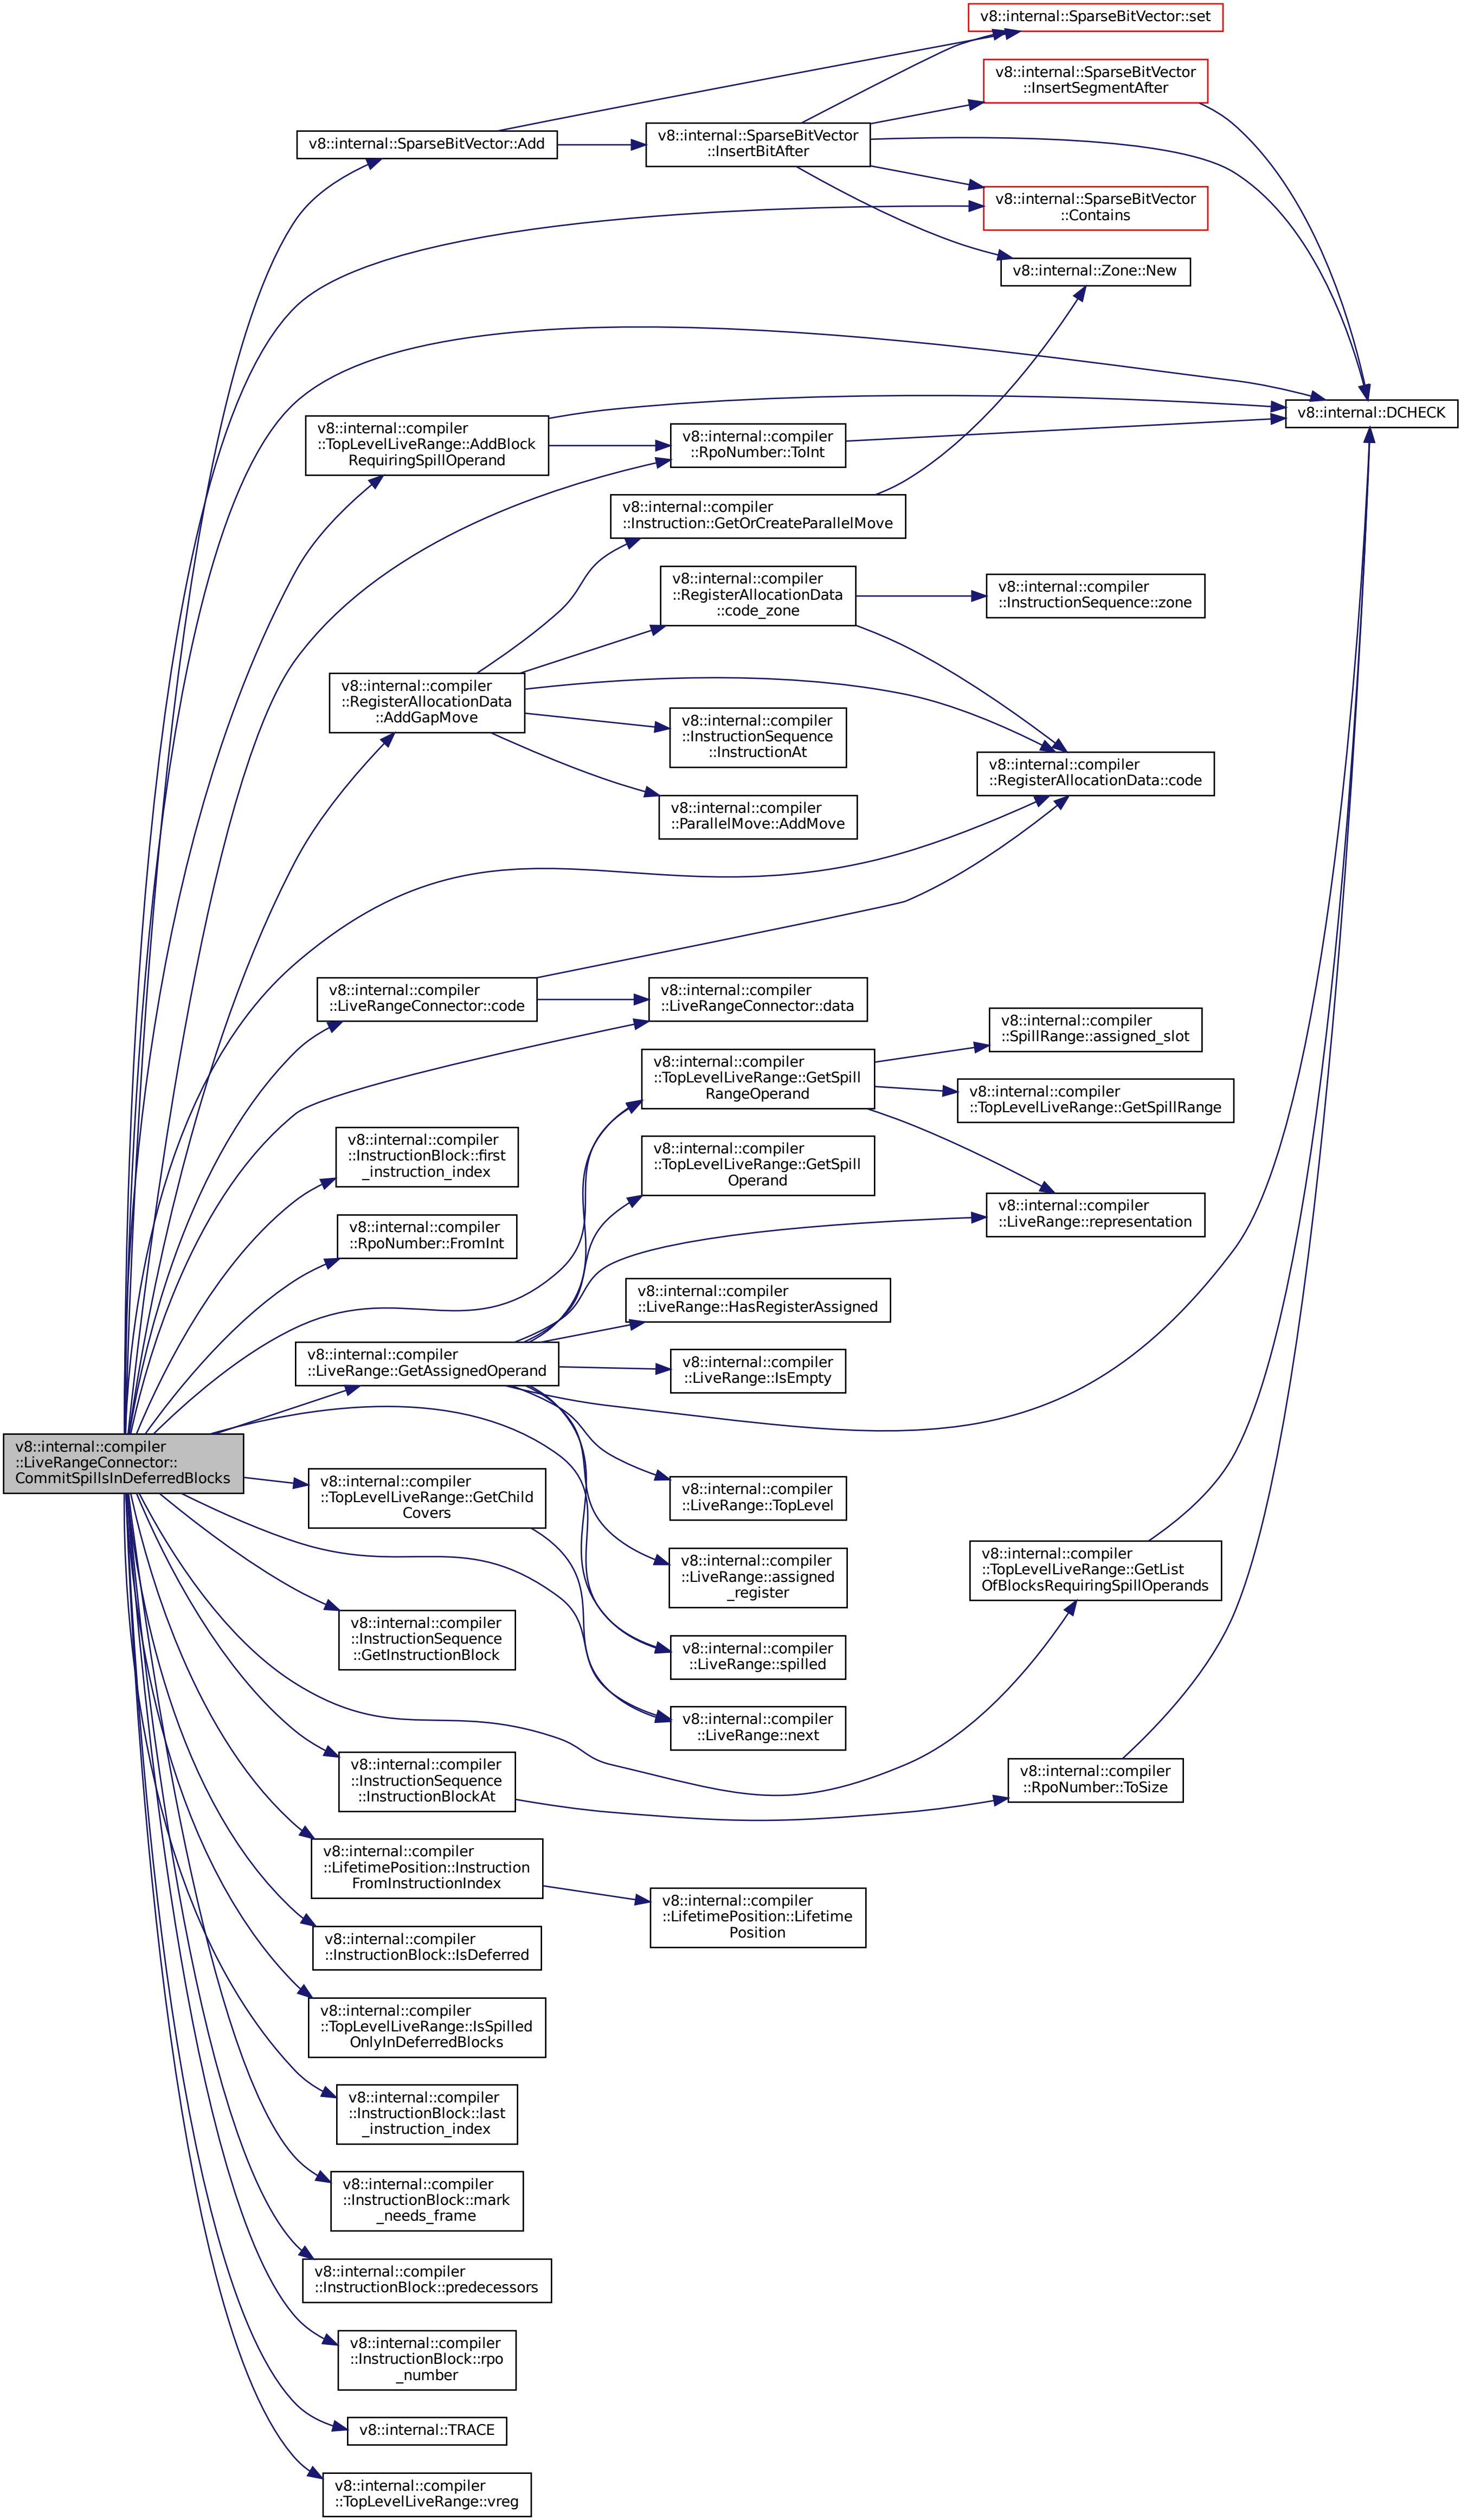 v8::internal::SparseBitVector::set
v8::internal::SparseBitVector
::InsertSegmentAfter
v8::internal::SparseBitVector::Add
v8::internal::SparseBitVector
::InsertBitAfter
v8::internal::SparseBitVector
::Contains
v8::internal::Zone::New
v8::internal::DCHECK
v8::internal::compiler
::TopLevelLiveRange::AddBlock
RequiringSpillOperand
v8::internal::compiler
::RpoNumber::ToInt
v8::internal::compiler
::Instruction::GetOrCreateParallelMove
v8::internal::compiler
::RegisterAllocationData
::code_zone
v8::internal::compiler
::InstructionSequence::zone
v8::internal::compiler
::RegisterAllocationData
::AddGapMove
v8::internal::compiler
::InstructionSequence
::InstructionAt
v8::internal::compiler
::RegisterAllocationData::code
v8::internal::compiler
::ParallelMove::AddMove
v8::internal::compiler
::LiveRangeConnector::code
v8::internal::compiler
::LiveRangeConnector::data
v8::internal::compiler
::SpillRange::assigned_slot
v8::internal::compiler
::TopLevelLiveRange::GetSpill
RangeOperand
v8::internal::compiler
::TopLevelLiveRange::GetSpillRange
v8::internal::compiler
::InstructionBlock::first
_instruction_index
v8::internal::compiler
::TopLevelLiveRange::GetSpill
Operand
v8::internal::compiler
::LiveRange::representation
v8::internal::compiler
::RpoNumber::FromInt
v8::internal::compiler
::LiveRange::HasRegisterAssigned
v8::internal::compiler
::LiveRange::GetAssignedOperand
v8::internal::compiler
::LiveRange::IsEmpty
v8::internal::compiler
::LiveRangeConnector::
CommitSpillsInDeferredBlocks
v8::internal::compiler
::TopLevelLiveRange::GetChild
Covers
v8::internal::compiler
::LiveRange::TopLevel
v8::internal::compiler
::LiveRange::assigned
_register
v8::internal::compiler
::TopLevelLiveRange::GetList
OfBlocksRequiringSpillOperands
v8::internal::compiler
::InstructionSequence
::GetInstructionBlock
v8::internal::compiler
::LiveRange::spilled
v8::internal::compiler
::LiveRange::next
v8::internal::compiler
::InstructionSequence
::InstructionBlockAt
v8::internal::compiler
::RpoNumber::ToSize
v8::internal::compiler
::LifetimePosition::Instruction
FromInstructionIndex
v8::internal::compiler
::LifetimePosition::Lifetime
Position
v8::internal::compiler
::InstructionBlock::IsDeferred
v8::internal::compiler
::TopLevelLiveRange::IsSpilled
OnlyInDeferredBlocks
v8::internal::compiler
::InstructionBlock::last
_instruction_index
v8::internal::compiler
::InstructionBlock::mark
_needs_frame
v8::internal::compiler
::InstructionBlock::predecessors
v8::internal::compiler
::InstructionBlock::rpo
_number
v8::internal::TRACE
v8::internal::compiler
::TopLevelLiveRange::vreg